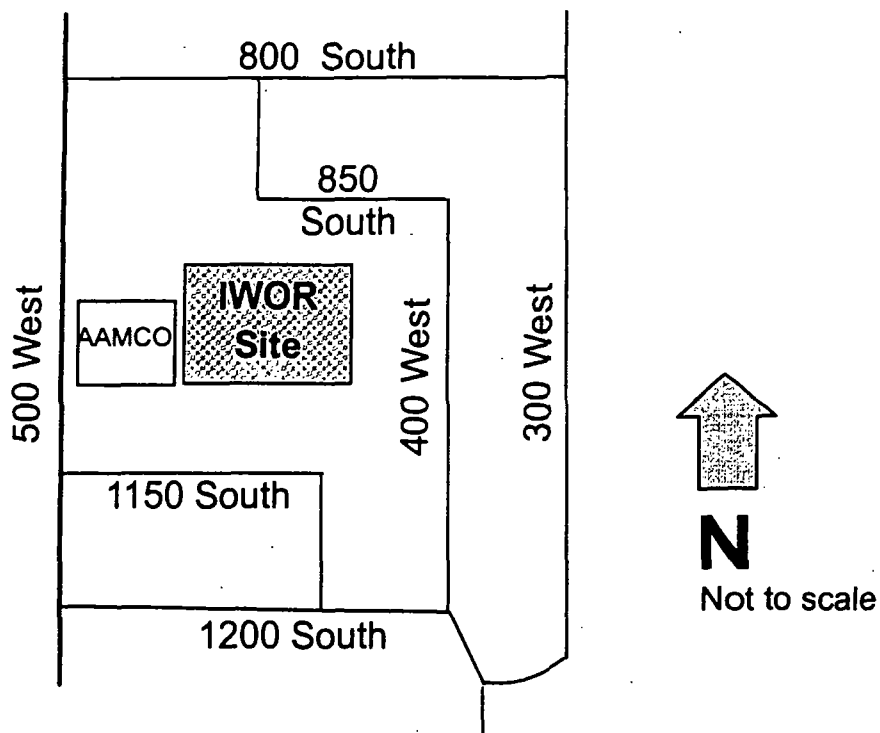 800 South
850
South
IWOR
Site
AAMCO
500 West
400 West
300 West
1150 South
1200 South
N
Not to scale